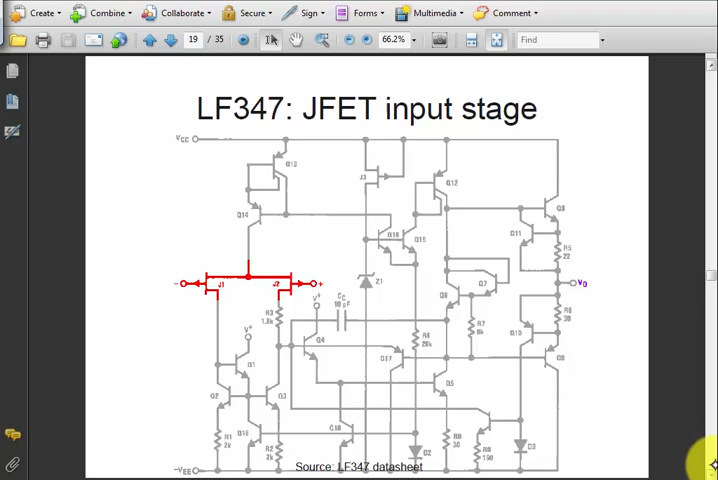 Create Combine Collaborate Secure Sign Forms Multimedia Comment
19 / 35 66.2% Find
LF347: JFET input stage
VCC
Q13
J3
Q12
Q14
Q8
Q16 Q15 Q11
R5
22
- J1 J2 +
Z1
Q7
VO
Q6
R3
1.8k
V+
CC
10 pF
R6
30
V+
Q4
R4
20k
R7
6k
Q10
Q1
Q17
Q9
Q2 Q3
Q5
Q19 Q18
R1
2k
R2
2k
D2
R8
30
R9
150
D3
-VEE
Source: LF347 datasheet